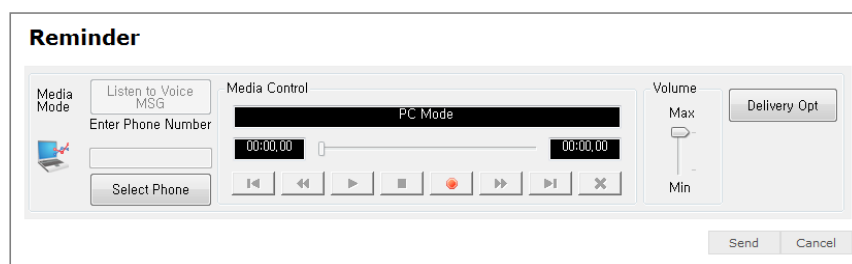 Reminder
Media
Mode
Listen to Voice
MSG
Enter Phone Number
Select Phone
Media Control
PC Mode
00:00,00
00:00,00
Volume
Max
Min
Delivery Opt
Send
Cancel